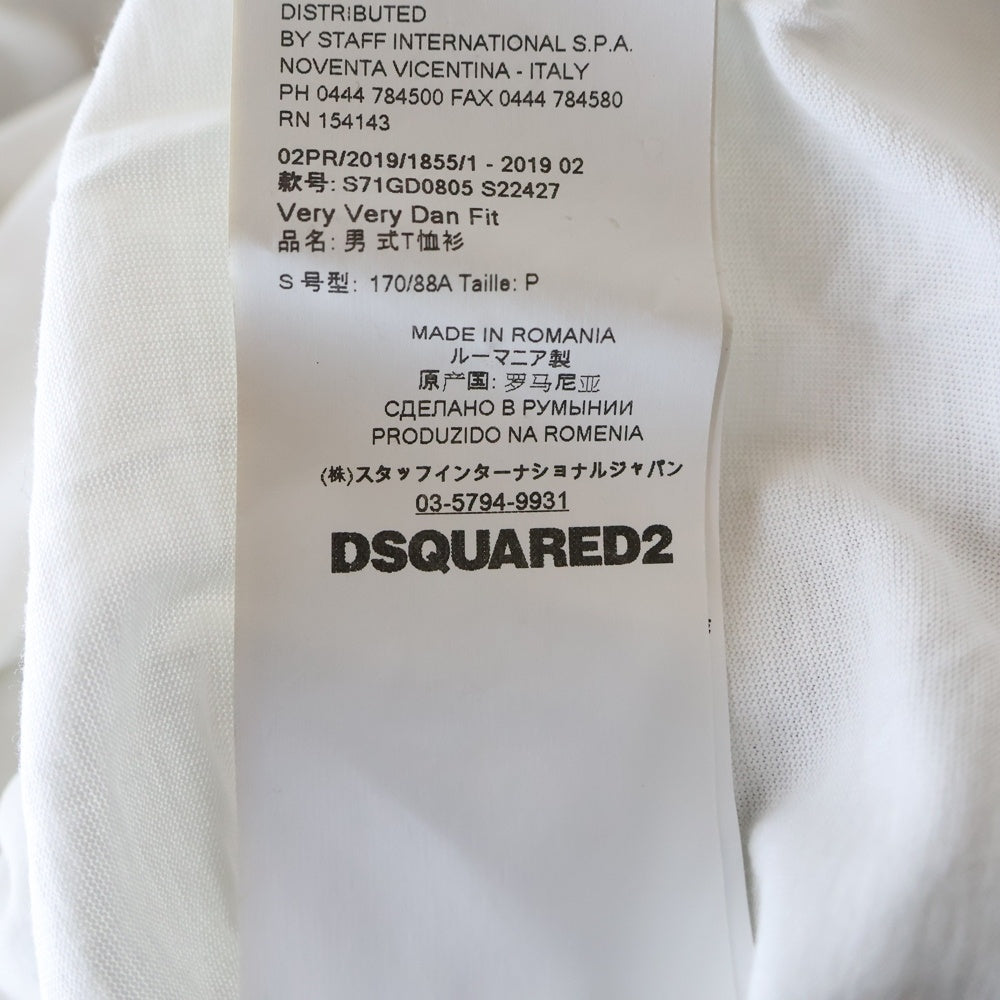 DISTRIBUTED
BY STAFF INTERNATIONAL S.P.A.
NOVENTA VICENTINA - ITALY
PH 0444 784500 FAX 0444 784580
RN 154143
02PR/2019/1855/1 - 2019 02
款号: S71GD0805 S22427
Very Very Dan Fit
品名: 男 式T恤衫
S 号型: 170/88A Taille: P
MADE IN ROMANIA
ルーマニア製
原产国: 罗马尼亚
СДЕЛАНО В РУМЫНИИ
PRODUZIDO NA ROMENIA
(株)スタッフインターナショナルジャパン
03-5794-9931
DSQUARED2